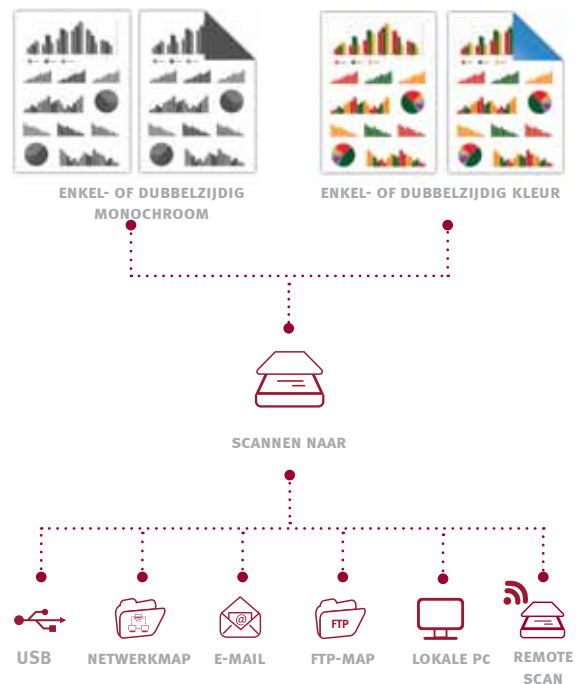 ENKEL- OF DUBBELZIJDIG
MONOCHROOM
ENKEL- OF DUBBELZIJDIG KLEUR
SCANNEN NAAR
@
FTP
USB
NETWERKMAP
E-MAIL
FTP-MAP
LOKALE PC
REMOTE
SCAN